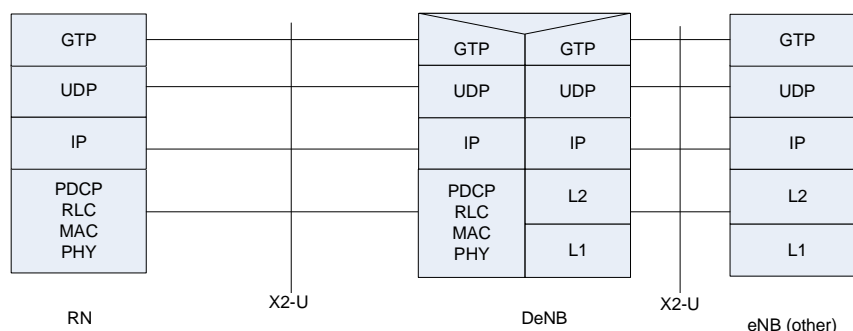 GTP
GTP
GTP
GTP
UDP
UDP
UDP
UDP
IP
IP
IP
IP
PDCP
RLC
MAC
PHY
PDCP
RLC
MAC
PHY
L2
L1
L2
L1
X2-U
X2-U
RN
DeNB
eNB (other)